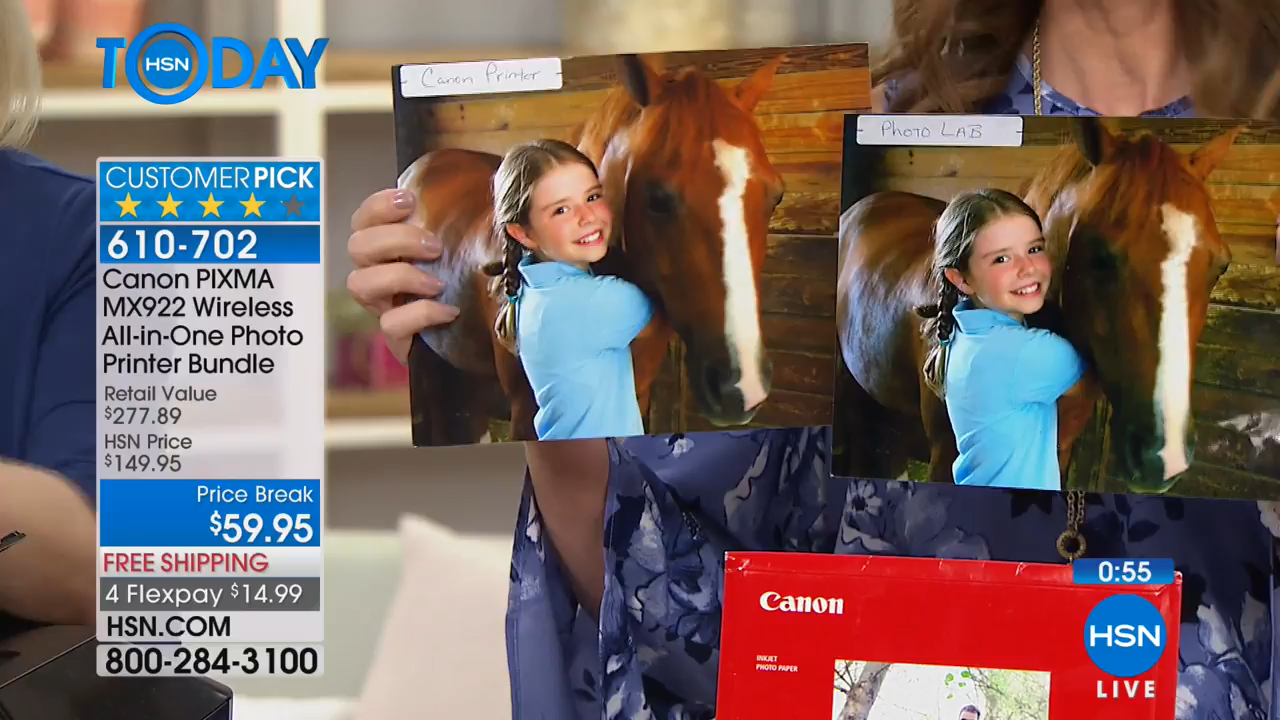 TODAY
HSN
CUSTOMER PICK
610-702
Canon PIXMA
MX922 Wireless
All-in-One Photo
Printer Bundle
Retail Value
$277.89
HSN Price
$149.95
Price Break
$59.95
FREE SHIPPING
4 Flexpay $14.99
HSN.COM
800-284-3100
Canon Printer
PHOTO LAB
Canon
INKJET
PHOTO PAPER
0:55
HSN
LIVE